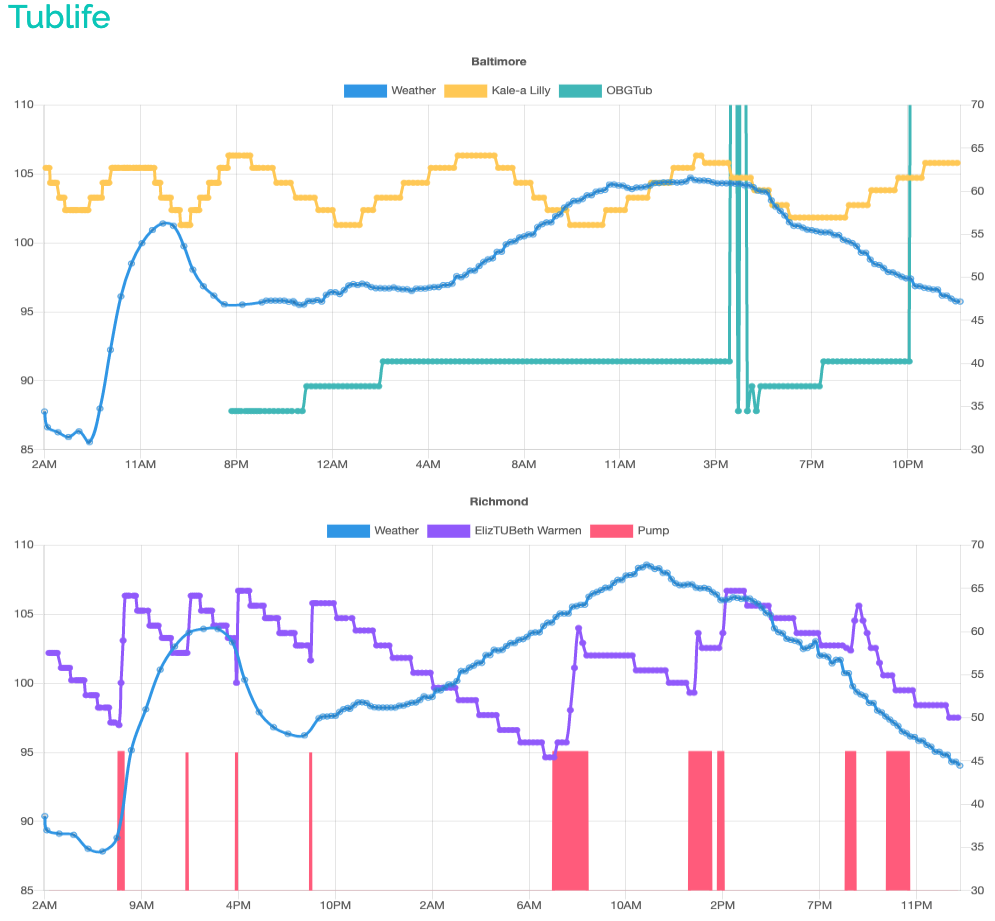 Tublife
Baltimore
Weather Kale-a Lilly OBGTub
110 70
105 65
60
100 55
50
95 45
90 40
35
85 30
2AM 11AM 8PM 12AM 4AM 8AM 11AM 3PM 7PM 10PM
Richmond
Weather ElizTUBeth Warmen Pump
110 70
105 65
60
100 55
50
95 45
90 40
35
85 30
2AM 9AM 4PM 10PM 2AM 6AM 10AM 2PM 7PM 11PM